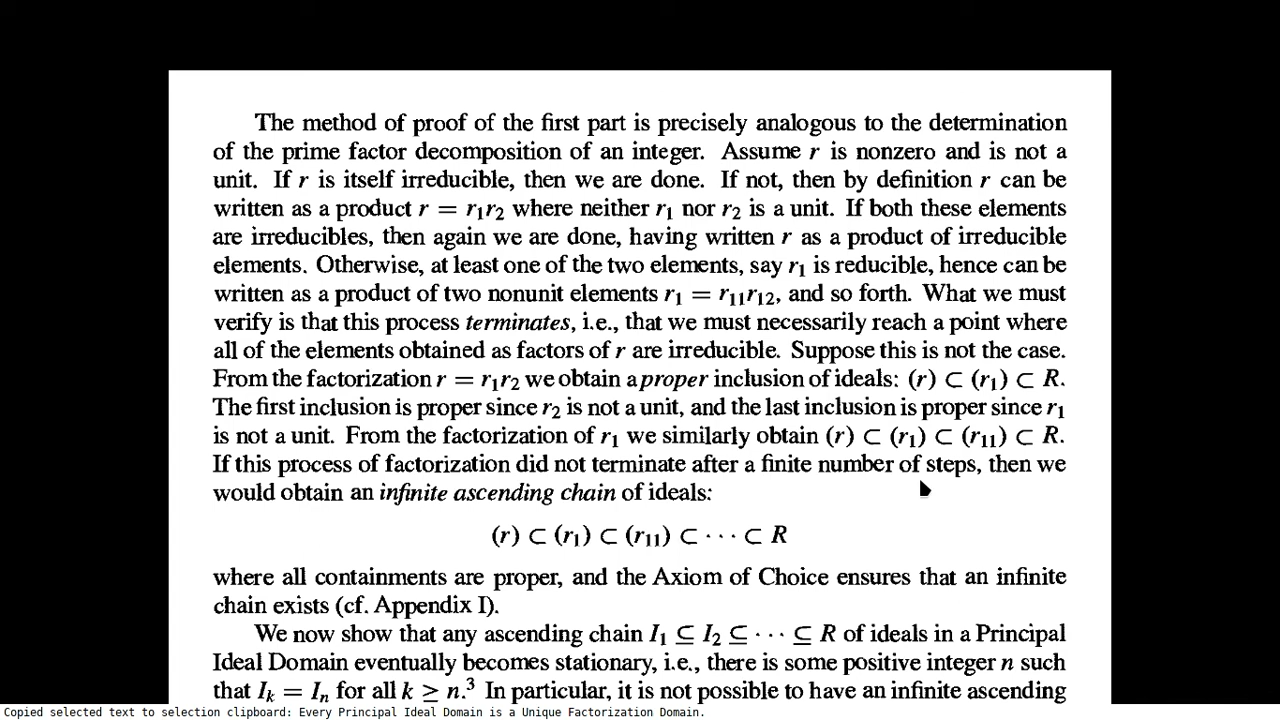 The method of proof of the first part is precisely analogous to the determination
of the prime factor decomposition of an integer. Assume r is nonzero and is not a
unit. If r is itself irreducible, then we are done. If not, then by definition r can be
written as a product r = r₁r₂ where neither r₁ nor r₂ is a unit. If both these elements
are irreducibles, then again we are done, having written r as a product of irreducible
elements. Otherwise, at least one of the two elements, say r₁ is reducible, hence can be
written as a product of two nonunit elements r₁ = r₁₁r₁₂, and so forth. What we must
verify is that this process terminates, i.e., that we must necessarily reach a point where
all of the elements obtained as factors of r are irreducible. Suppose this is not the case.
From the factorization r = r₁r₂ we obtain a proper inclusion of ideals: (r) ⊂ (r₁) ⊂ R.
The first inclusion is proper since r₂ is not a unit, and the last inclusion is proper since r₁
is not a unit. From the factorization of r₁ we similarly obtain (r) ⊂ (r₁) ⊂ (r₁₁) ⊂ R.
If this process of factorization did not terminate after a finite number of steps, then we
would obtain an infinite ascending chain of ideals:
(r) ⊂ (r₁) ⊂ (r₁₁) ⊂ · · · ⊂ R
where all containments are proper, and the Axiom of Choice ensures that an infinite
chain exists (cf. Appendix I).
We now show that any ascending chain I₁ ⊆ I₂ ⊆ · · · ⊆ R of ideals in a Principal
Ideal Domain eventually becomes stationary, i.e., there is some positive integer n such
that Iₖ = Iₙ for all k ≥ n.³ In particular, it is not possible to have an infinite ascending
Copied selected text to selection clipboard: Every Principal Ideal Domain is a Unique Factorization Domain.